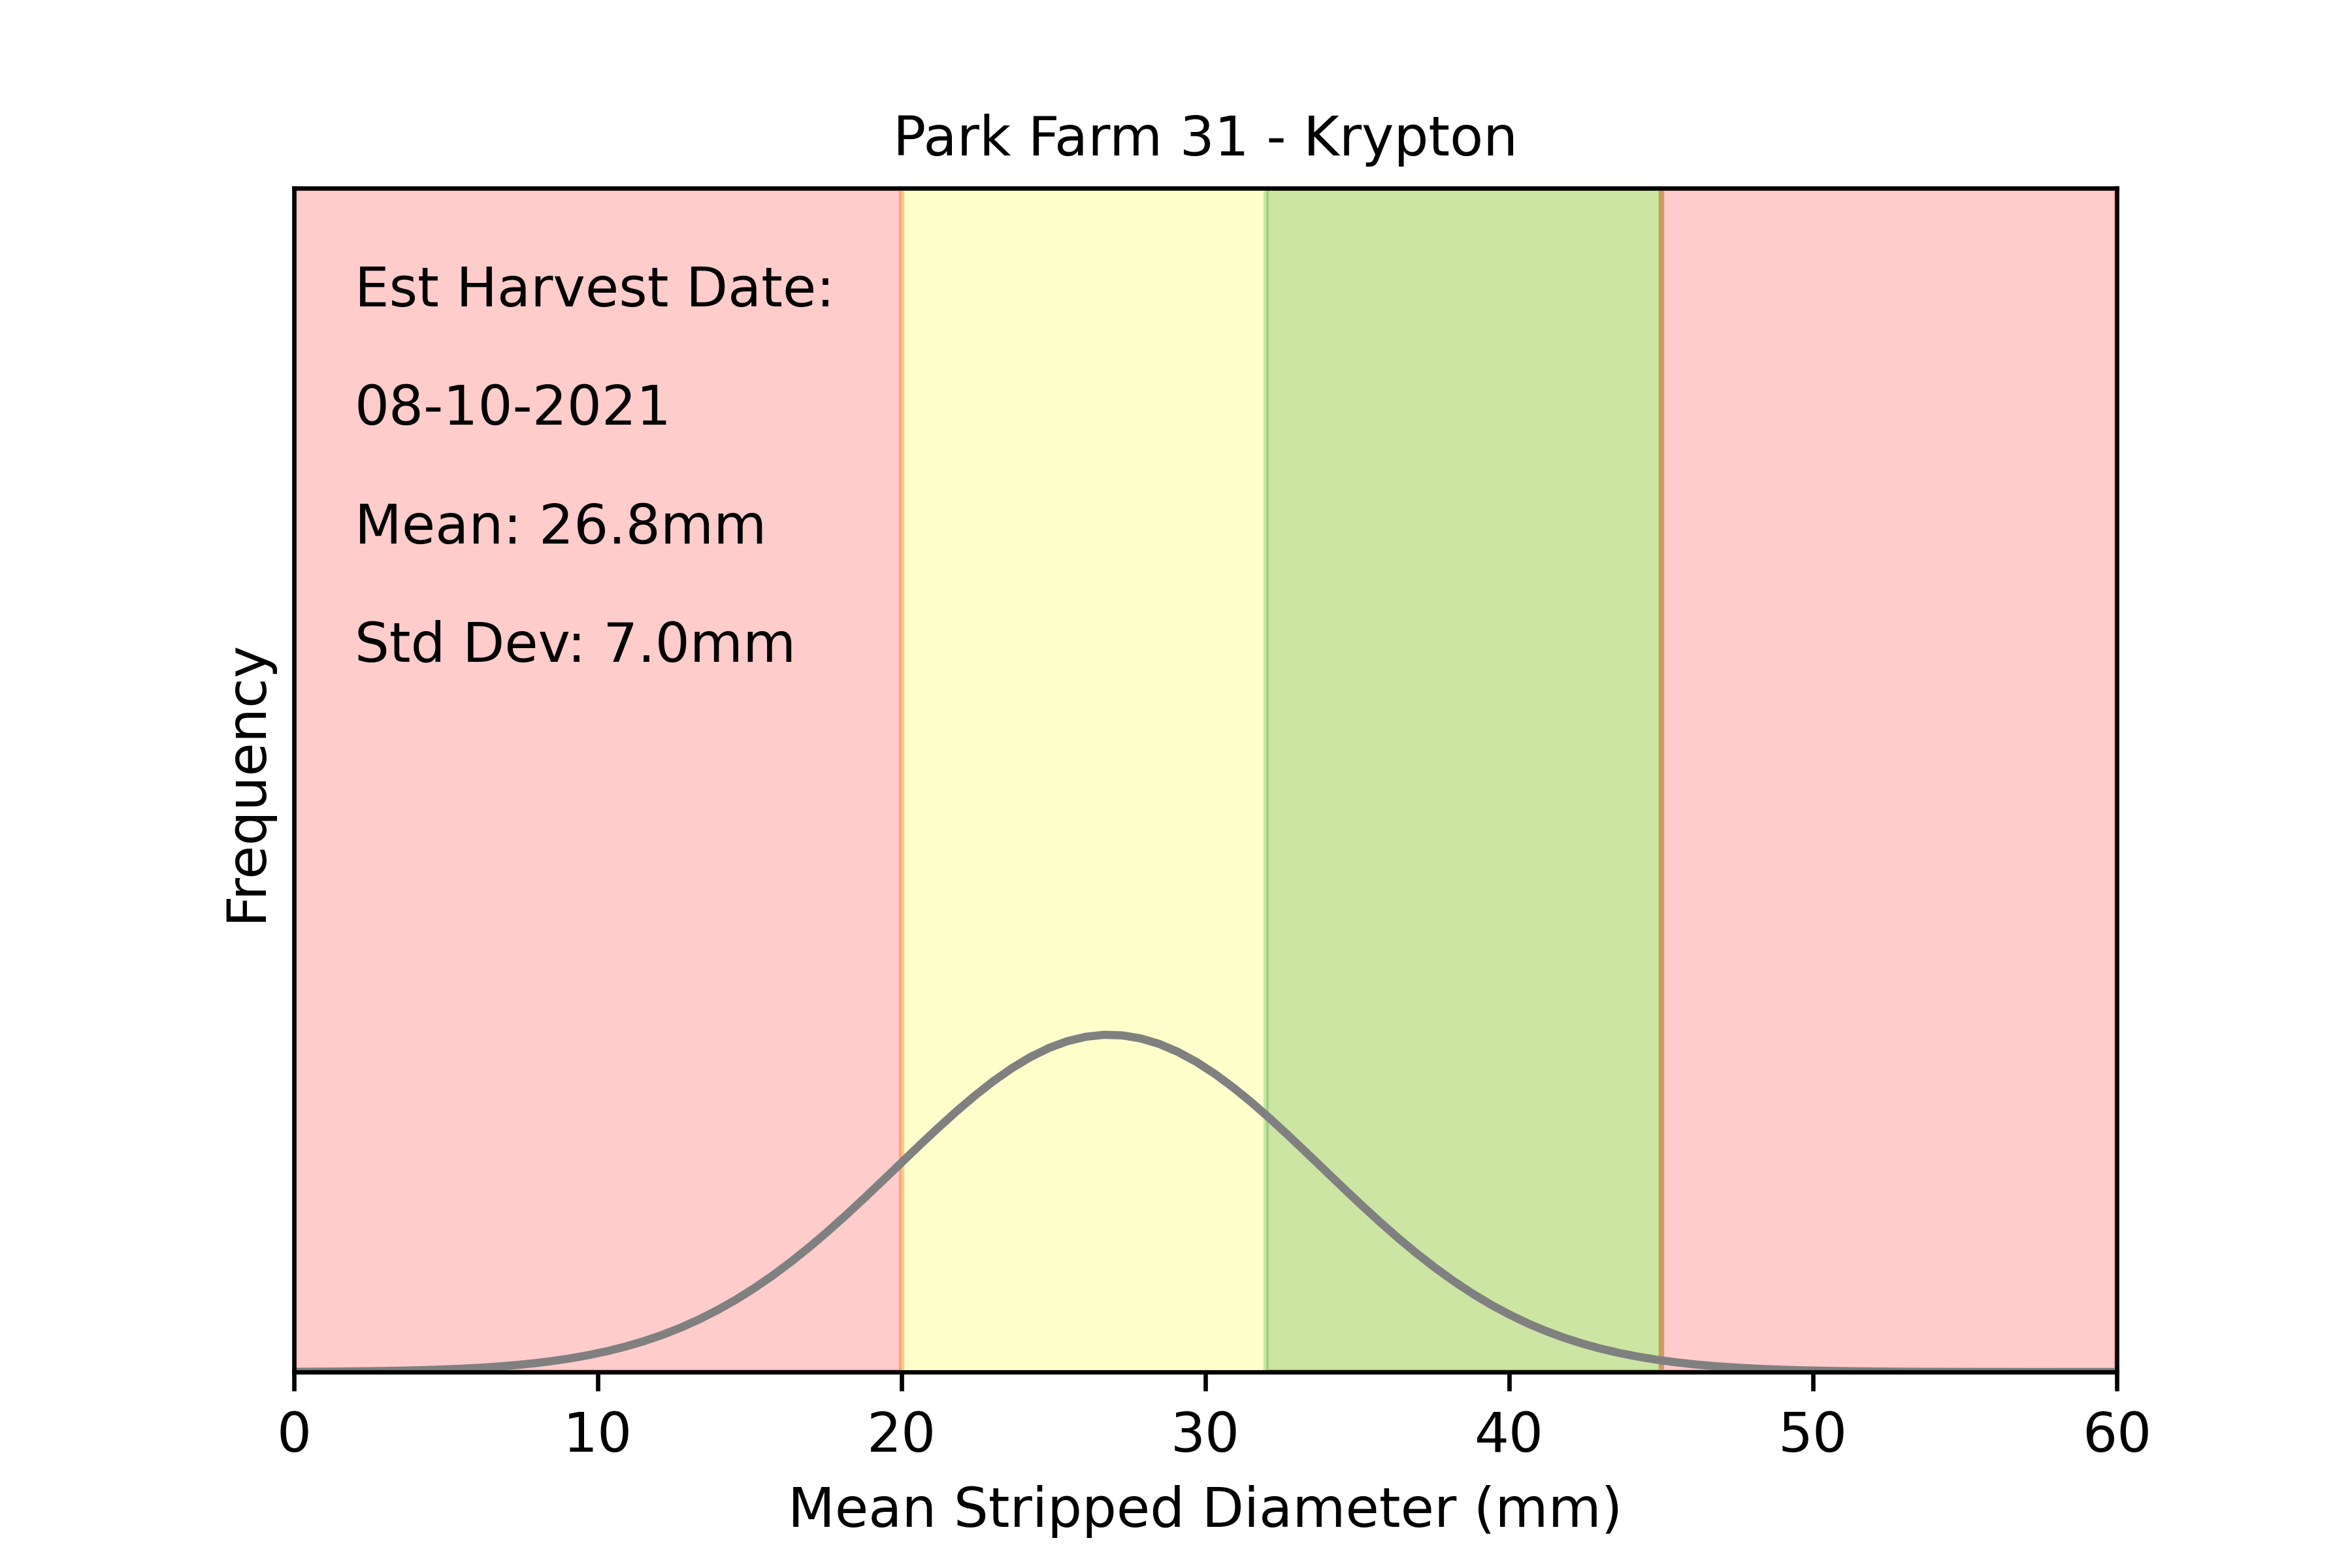 Park Farm 31 - Krypton
Est Harvest Date:
08-10-2021
Mean: 26.8mm
Std Dev: 7.0mm
Frequency
0 10 20 30 40 50 60
Mean Stripped Diameter (mm)